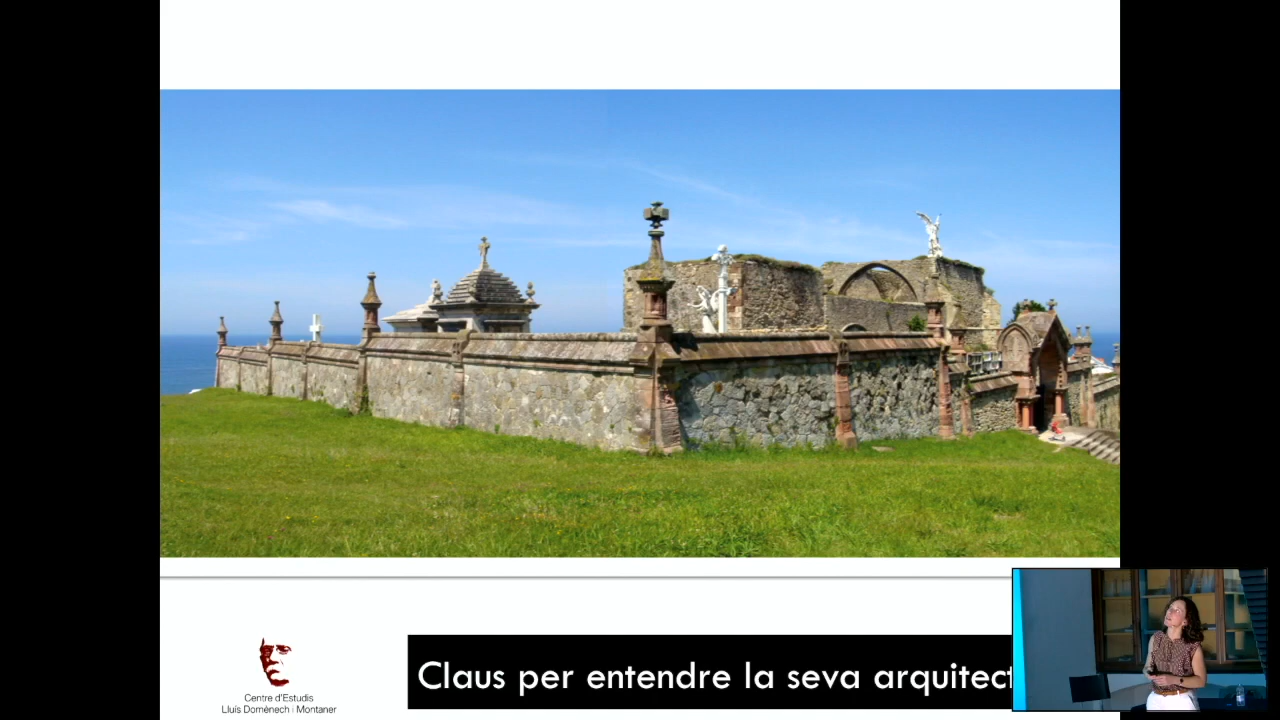 Claus per entendre la seva arquitect
Centre d'Estudis
Lluís Domènech i Montaner